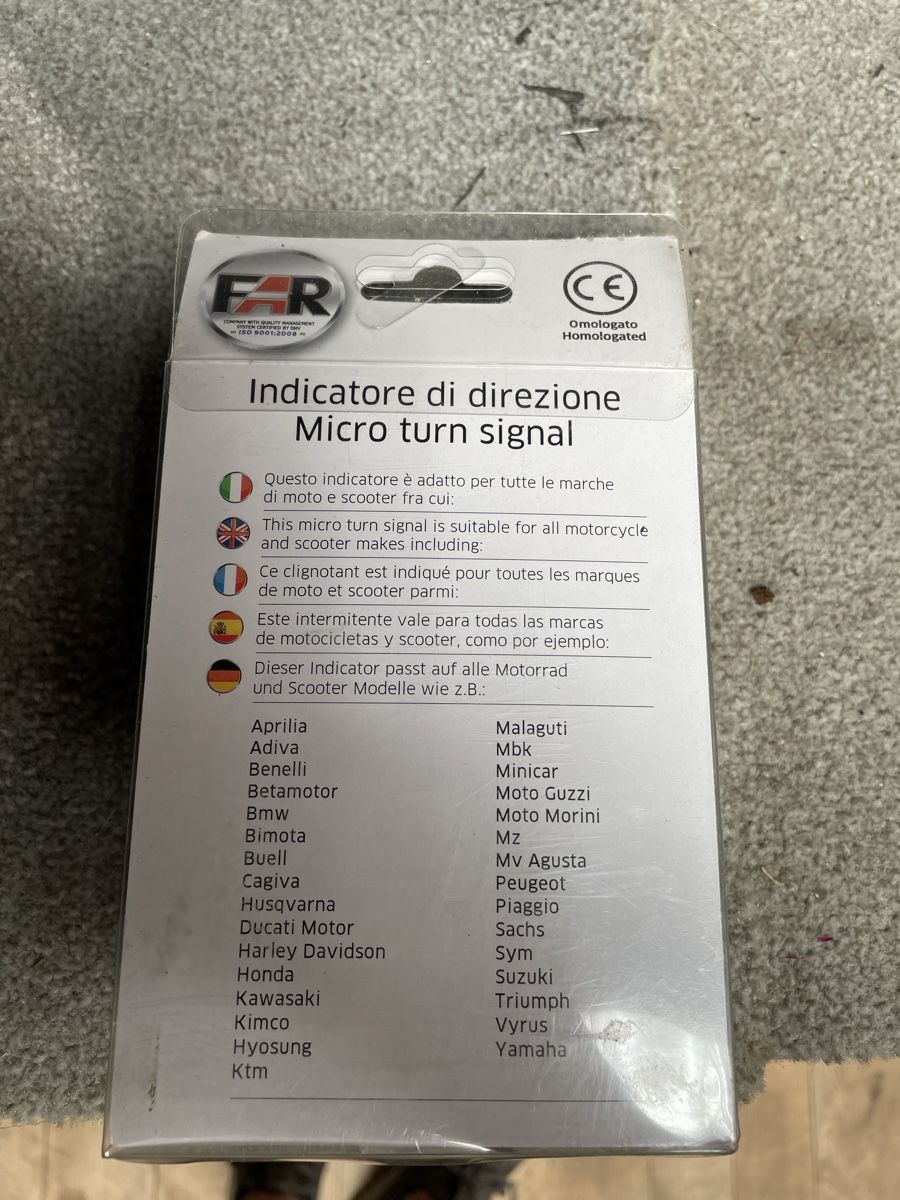 FAR
COMPANY WITH QUALITY MANAGEMENT
SYSTEM CERTIFIED BY DNV
ISO 9001:2008
CE
Omologato
Homologated
Indicatore di direzione
Micro turn signal
Questo indicatore è adatto per tutte le marche
di moto e scooter fra cui:
This micro turn signal is suitable for all motorcycle
and scooter makes including:
Ce clignotant est indiqué pour toutes les marques
de moto et scooter parmi:
Este intermitente vale para todas las marcas
de motocicletas y scooter, como por ejemplo:
Dieser Indicator passt auf alle Motorrad
und Scooter Modelle wie z.B.:
Aprilia
Adiva
Benelli
Betamotor
Bmw
Bimota
Buell
Cagiva
Husqvarna
Ducati Motor
Harley Davidson
Honda
Kawasaki
Kimco
Hyosung
Ktm
Malaguti
Mbk
Minicar
Moto Guzzi
Moto Morini
Mz
Mv Agusta
Peugeot
Piaggio
Sachs
Sym
Suzuki
Triumph
Vyrus
Yamaha